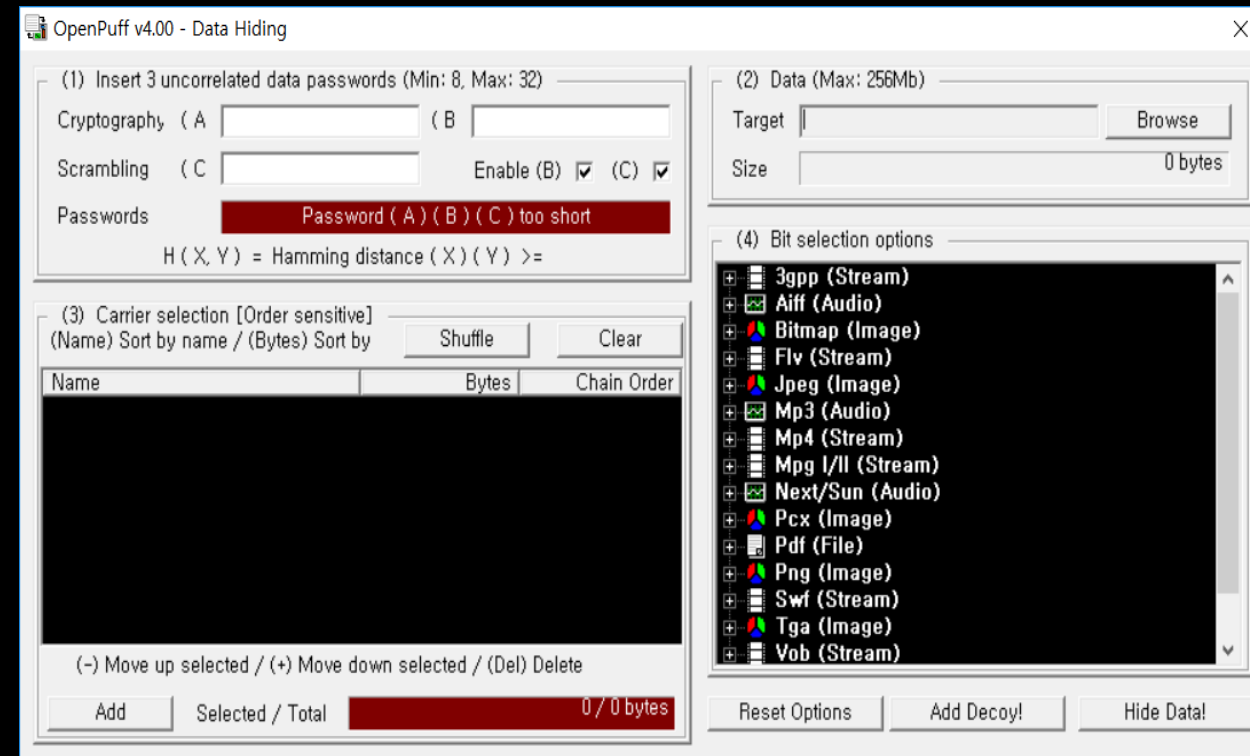 OpenPuff v4.00 - Data Hiding
(1) Insert 3 uncorrelated data passwords (Min: 8, Max: 32)
Cryptography ( A ( B
Scrambling ( C Enable (B) (C)
Passwords Password ( A ) ( B ) ( C ) too short
H ( X, Y ) = Hamming distance ( X ) ( Y ) >=
(2) Data (Max: 256Mb)
Target Browse
Size 0 bytes
(3) Carrier selection [Order sensitive]
(Name) Sort by name / (Bytes) Sort by Shuffle Clear
Name Bytes Chain Order
(-) Move up selected / (+) Move down selected / (Del) Delete
Add Selected / Total 0 / 0 bytes
(4) Bit selection options
3gpp (Stream)
Aiff (Audio)
Bitmap (Image)
Flv (Stream)
Jpeg (Image)
Mp3 (Audio)
Mp4 (Stream)
Mpg I/II (Stream)
Next/Sun (Audio)
Pcx (Image)
Pdf (File)
Png (Image)
Swf (Stream)
Tga (Image)
Vob (Stream)
Reset Options Add Decoy! Hide Data!